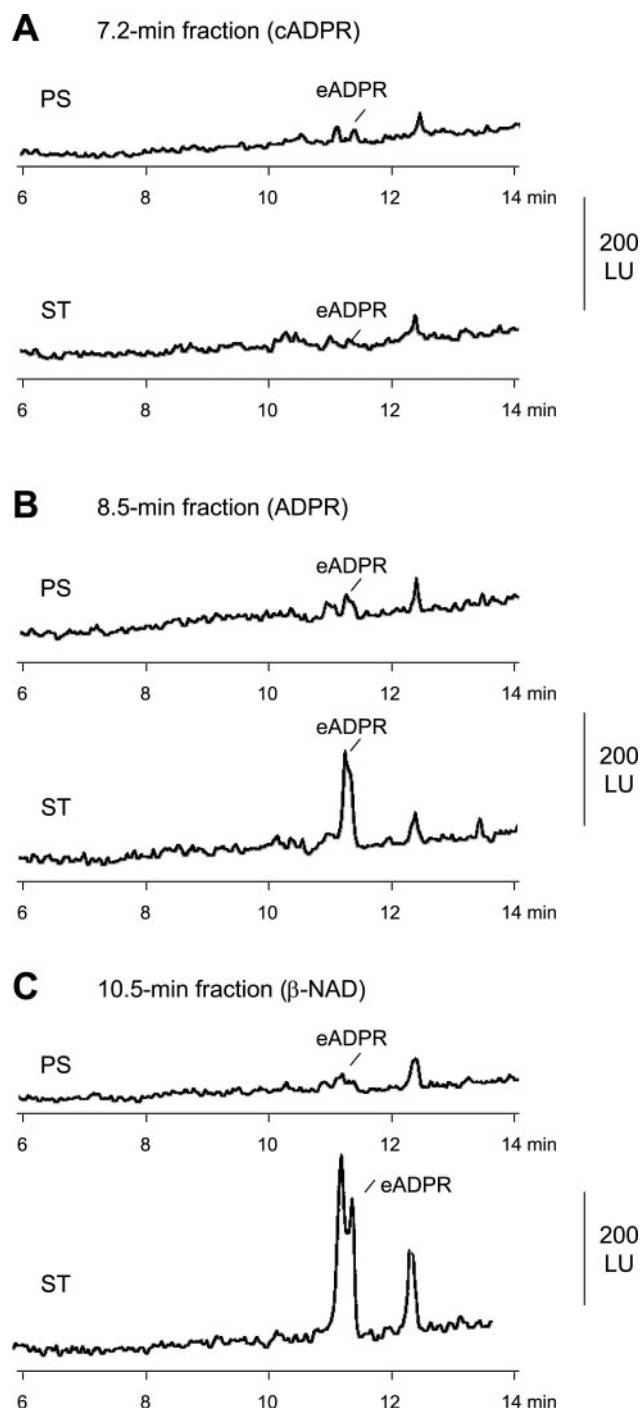 A 7.2-min fraction (cADPR)
PS
eADPR
6 8 10 12 14 min
200
LU
ST
eADPR
6 8 10 12 14 min
B 8.5-min fraction (ADPR)
PS
eADPR
6 8 10 12 14 min
200
LU
ST
eADPR
6 8 10 12 14 min
C 10.5-min fraction (β-NAD)
PS
eADPR
6 8 10 12 14 min
200
LU
ST
eADPR
6 8 10 12 14 min